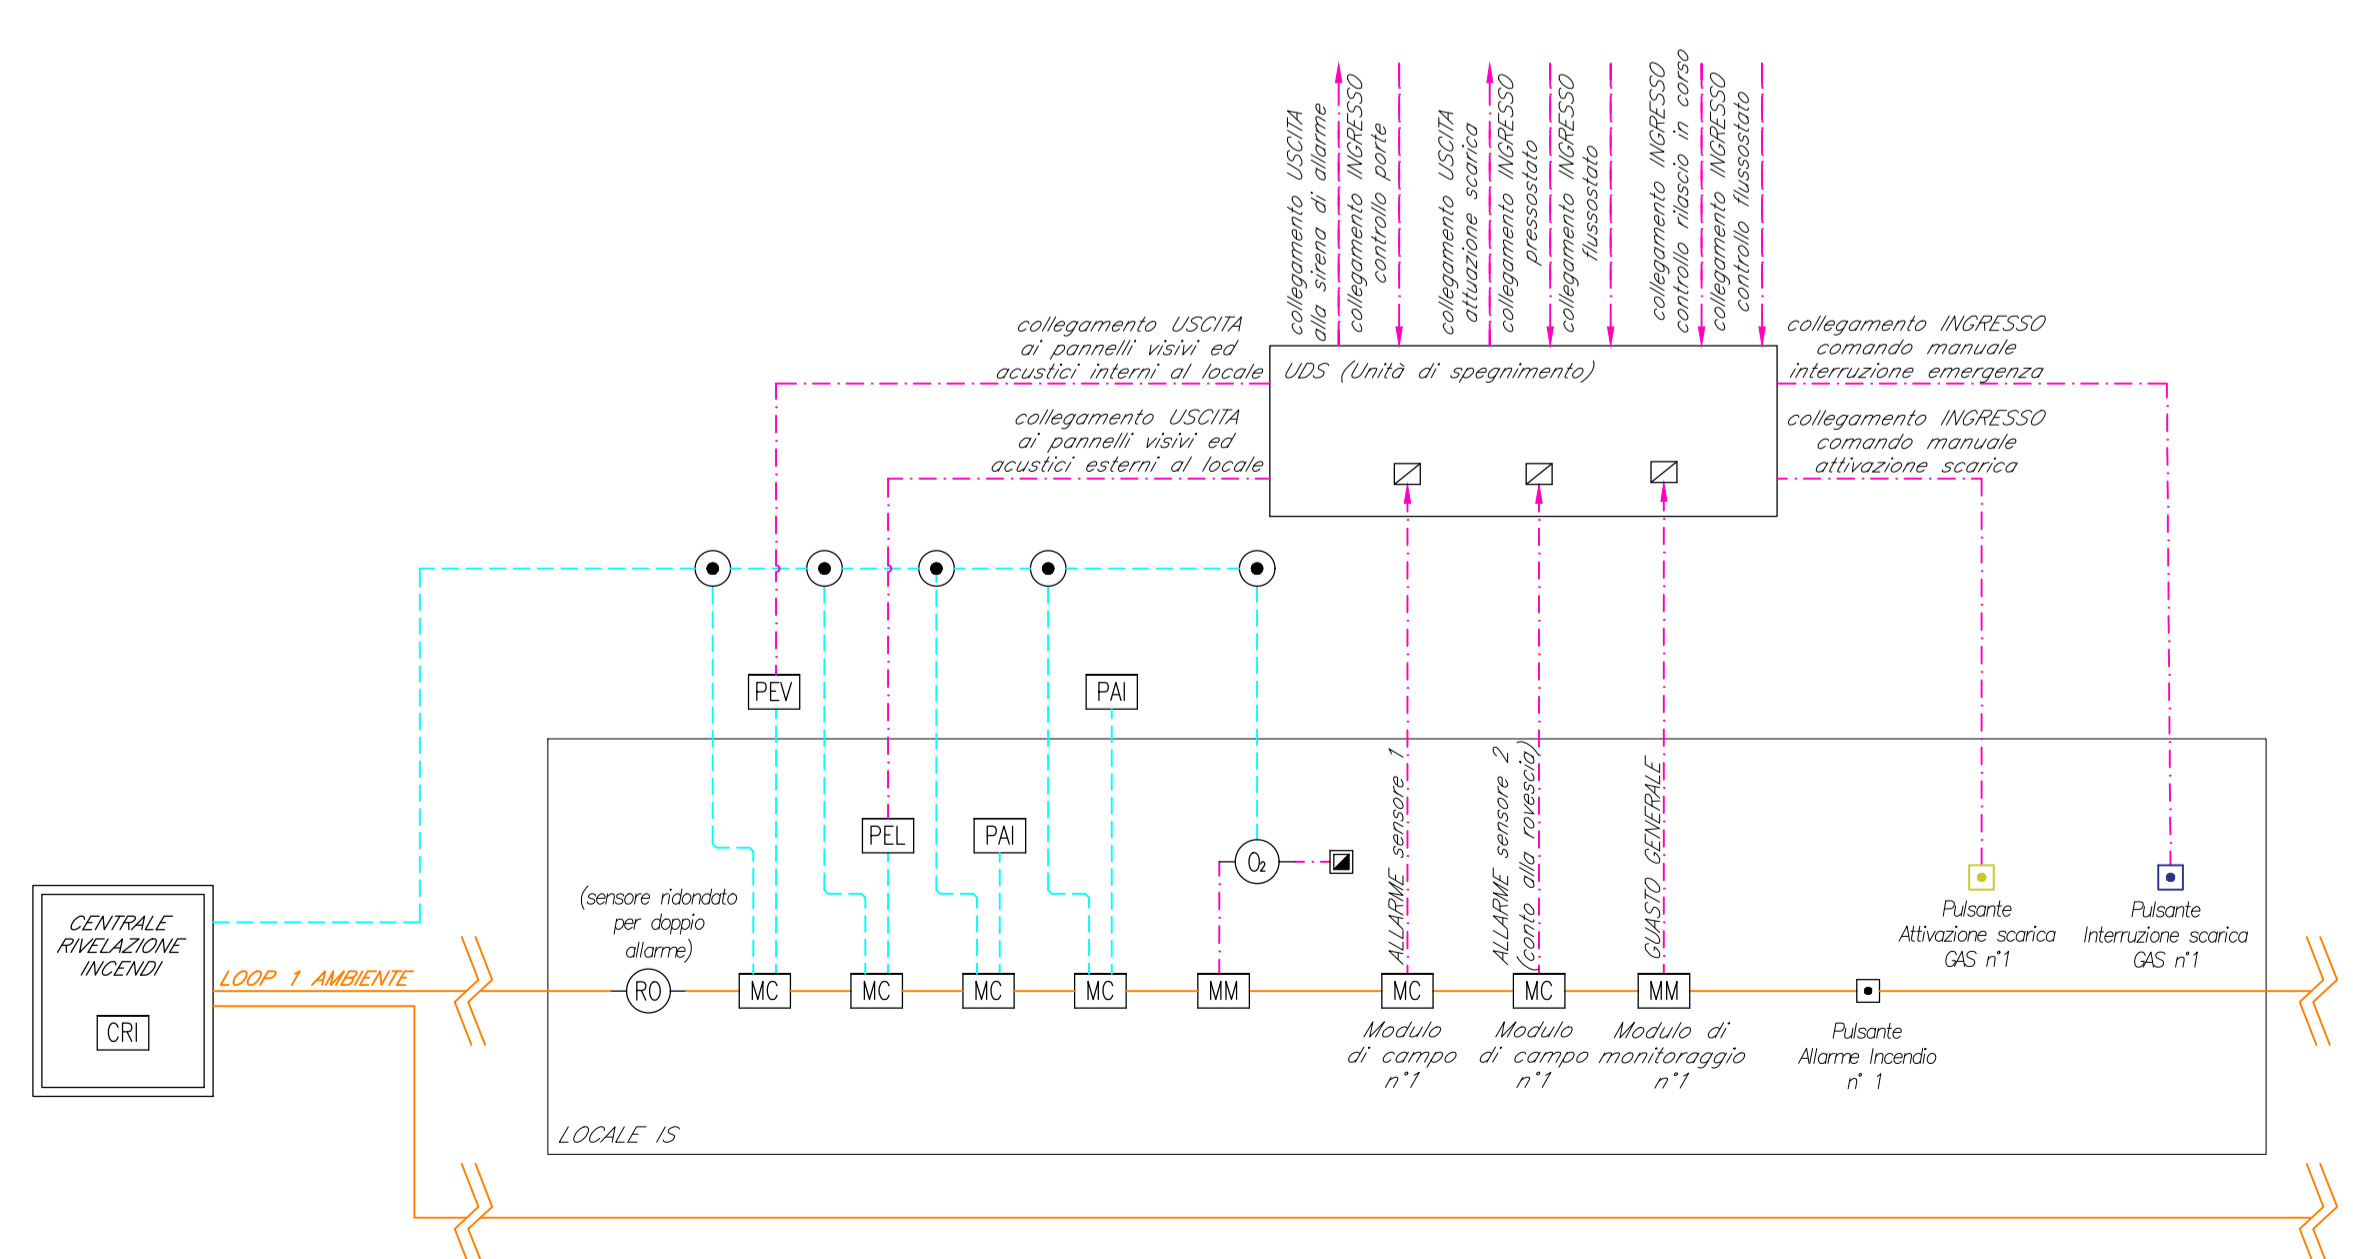 collegamento USCITA
alla sirena di allarme
collegamento INGRESSO
controllo porte
collegamento USCITA
attuazione scarica
collegamento INGRESSO
pressostato
collegamento INGRESSO
flussostato
collegamento INGRESSO
controllo rilascio in corso
collegamento INGRESSO
controllo flussostato
collegamento USCITA
ai pannelli visivi ed
acustici interni al locale
collegamento USCITA
ai pannelli visivi ed
acustici esterni al locale
UDS (Unità di spegnimento)
collegamento INGRESSO
comando manuale
interruzione emergenza
collegamento INGRESSO
comando manuale
attivazione scarica
PEV
PAI
PEL
PAI
O₂
ALLARME sensore 1
ALLARME sensore 2
(conto alla rovescia)
GUASTO GENERALE
Pulsante
Attivazione scarica
GAS n°1
Pulsante
Interruzione scarica
GAS n°1
CENTRALE
RIVELAZIONE
INCENDI
CRI
LOOP 1 AMBIENTE
(sensore ridondato
per doppio
allarme)
RO
MC
MC
MC
MC
MM
MC
MC
MM
Modulo
di campo
n°1
Modulo
di campo
n°1
Modulo di
monitoraggio
n°1
Pulsante
Allarme Incendio
n° 1
LOCALE IS